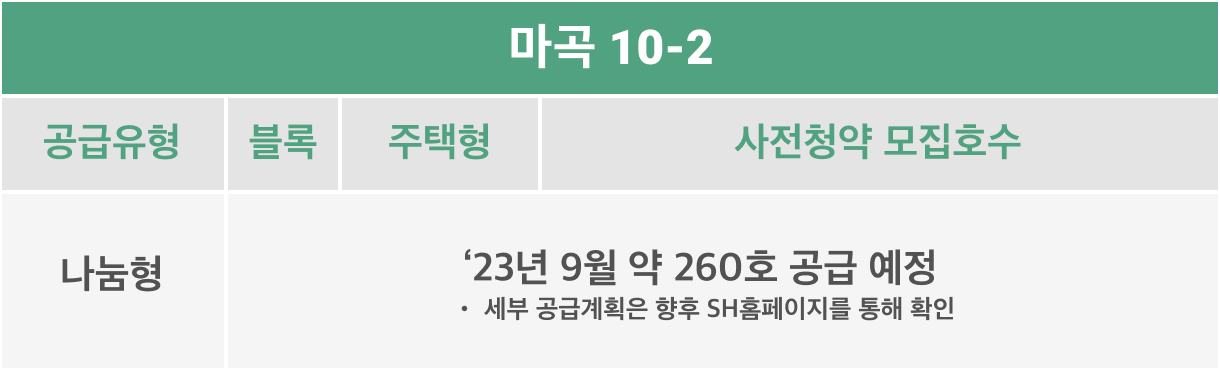 마곡 10-2
공급유형 블록 주택형 사전청약 모집호수
나눔형
‘23년 9월 약 260호 공급 예정
• 세부 공급계획은 향후 SH홈페이지를 통해 확인